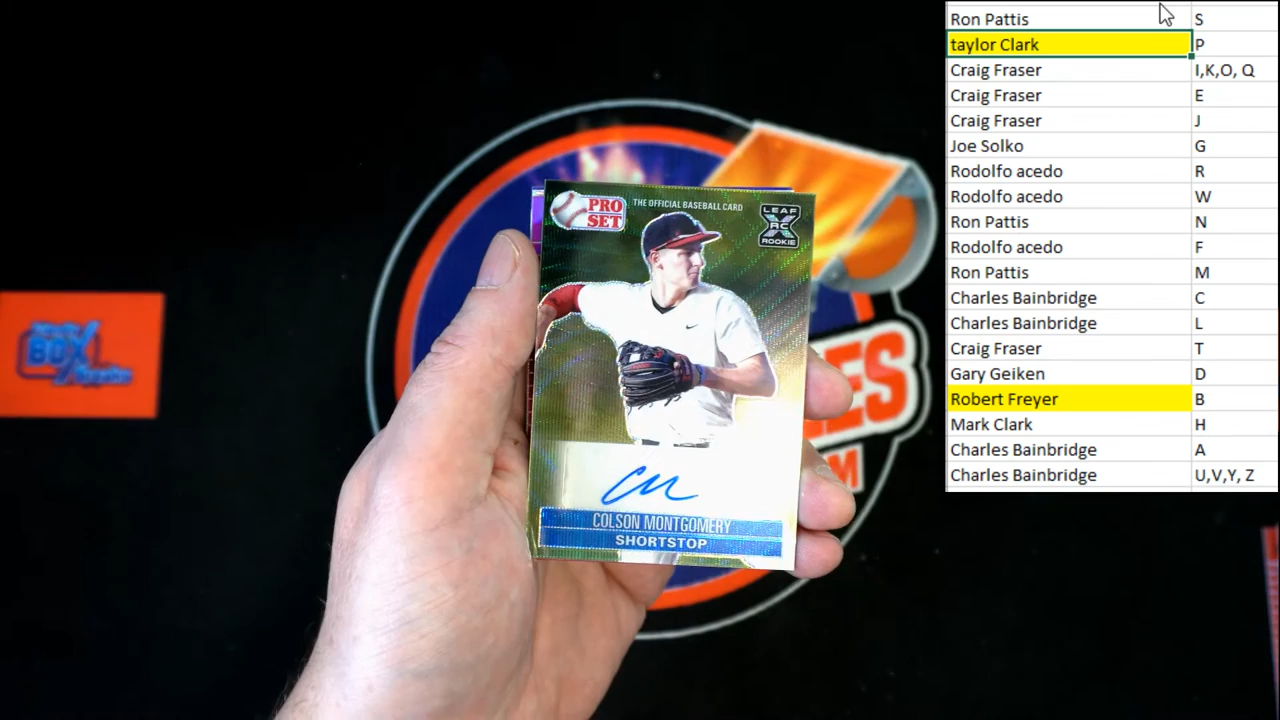 Ron Pattis S
taylor Clark P
Craig Fraser I,K,O, Q
Craig Fraser E
Craig Fraser J
Joe Solko G
Rodolfo acedo R
Rodolfo acedo W
Ron Pattis N
Rodolfo acedo F
Ron Pattis M
Charles Bainbridge C
Charles Bainbridge L
Craig Fraser T
Gary Geiken D
Robert Freyer B
Mark Clark H
Charles Bainbridge A
Charles Bainbridge U,V,Y, Z
PRO
SET
THE OFFICIAL BASEBALL CARD
LEAF
RC
ROOKIE
COLSON MONTGOMERY
SHORTSTOP
BOX